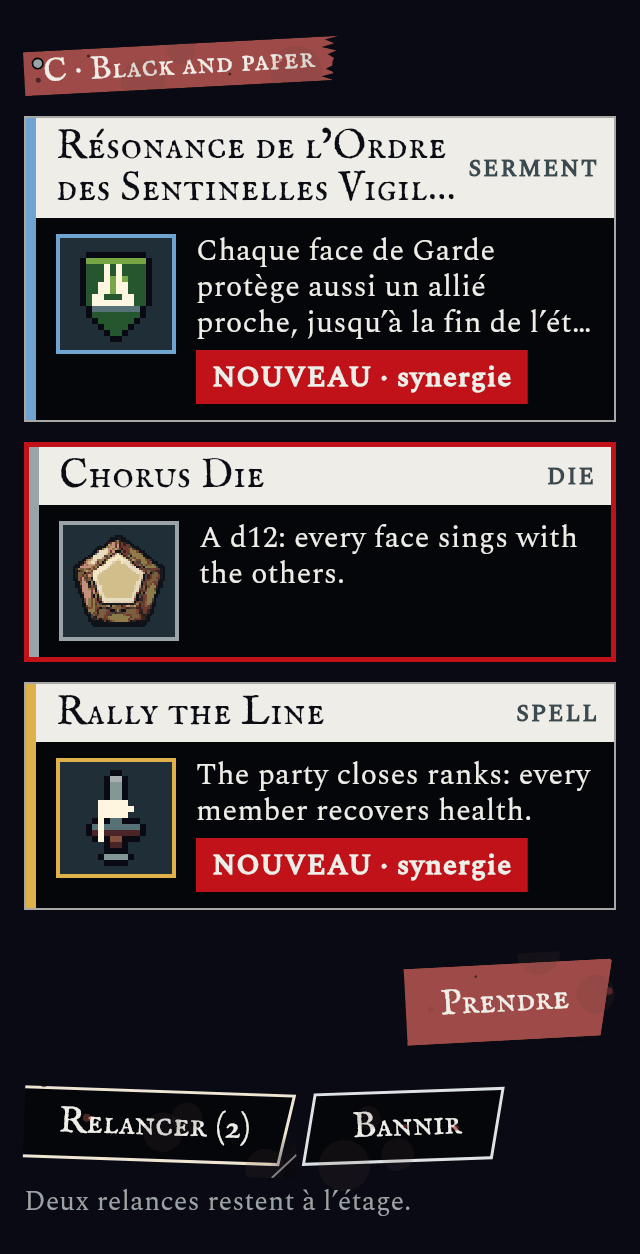 C · Black and paper
Résonance de l’Ordre
des Sentinelles Vigil…
SERMENT
Chaque face de Garde
protège aussi un allié
proche, jusqu’à la fin de l’ét…
NOUVEAU · synergie
Chorus Die
DIE
A d12: every face sings with
the others.
Rally the Line
SPELL
The party closes ranks: every
member recovers health.
NOUVEAU · synergie
Prendre
Relancer (2)
Bannir
Deux relances restent à l’étage.